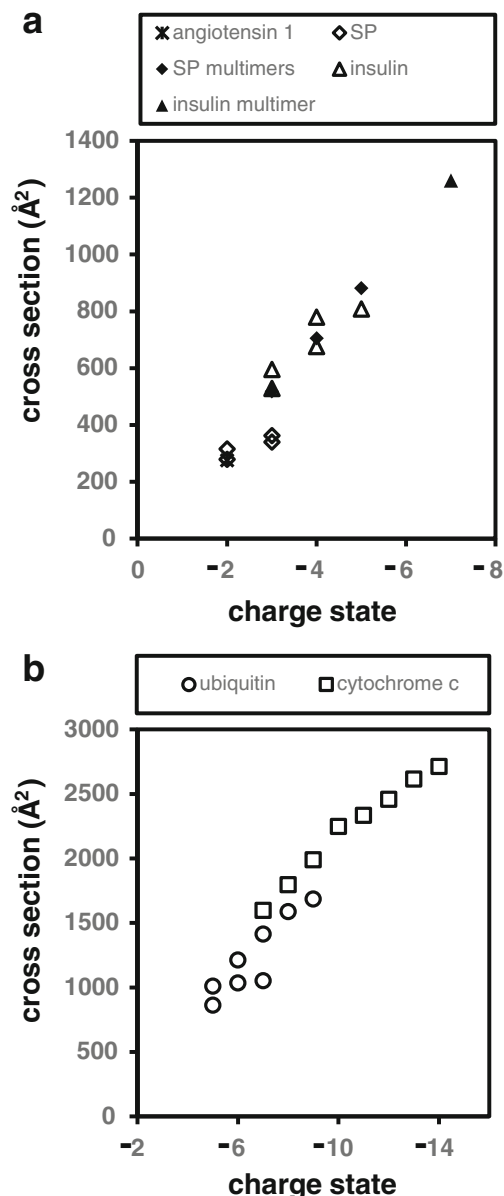 a
angiotensin 1 SP
SP multimers insulin
insulin multimer
1400
1200
1000
800
600
400
200
0
cross section (Å²)
0 -2 -4 -6 -8
charge state
b
ubiquitin cytochrome c
3000
2500
2000
1500
1000
500
0
cross section (Å²)
-2 -6 -10 -14
charge state